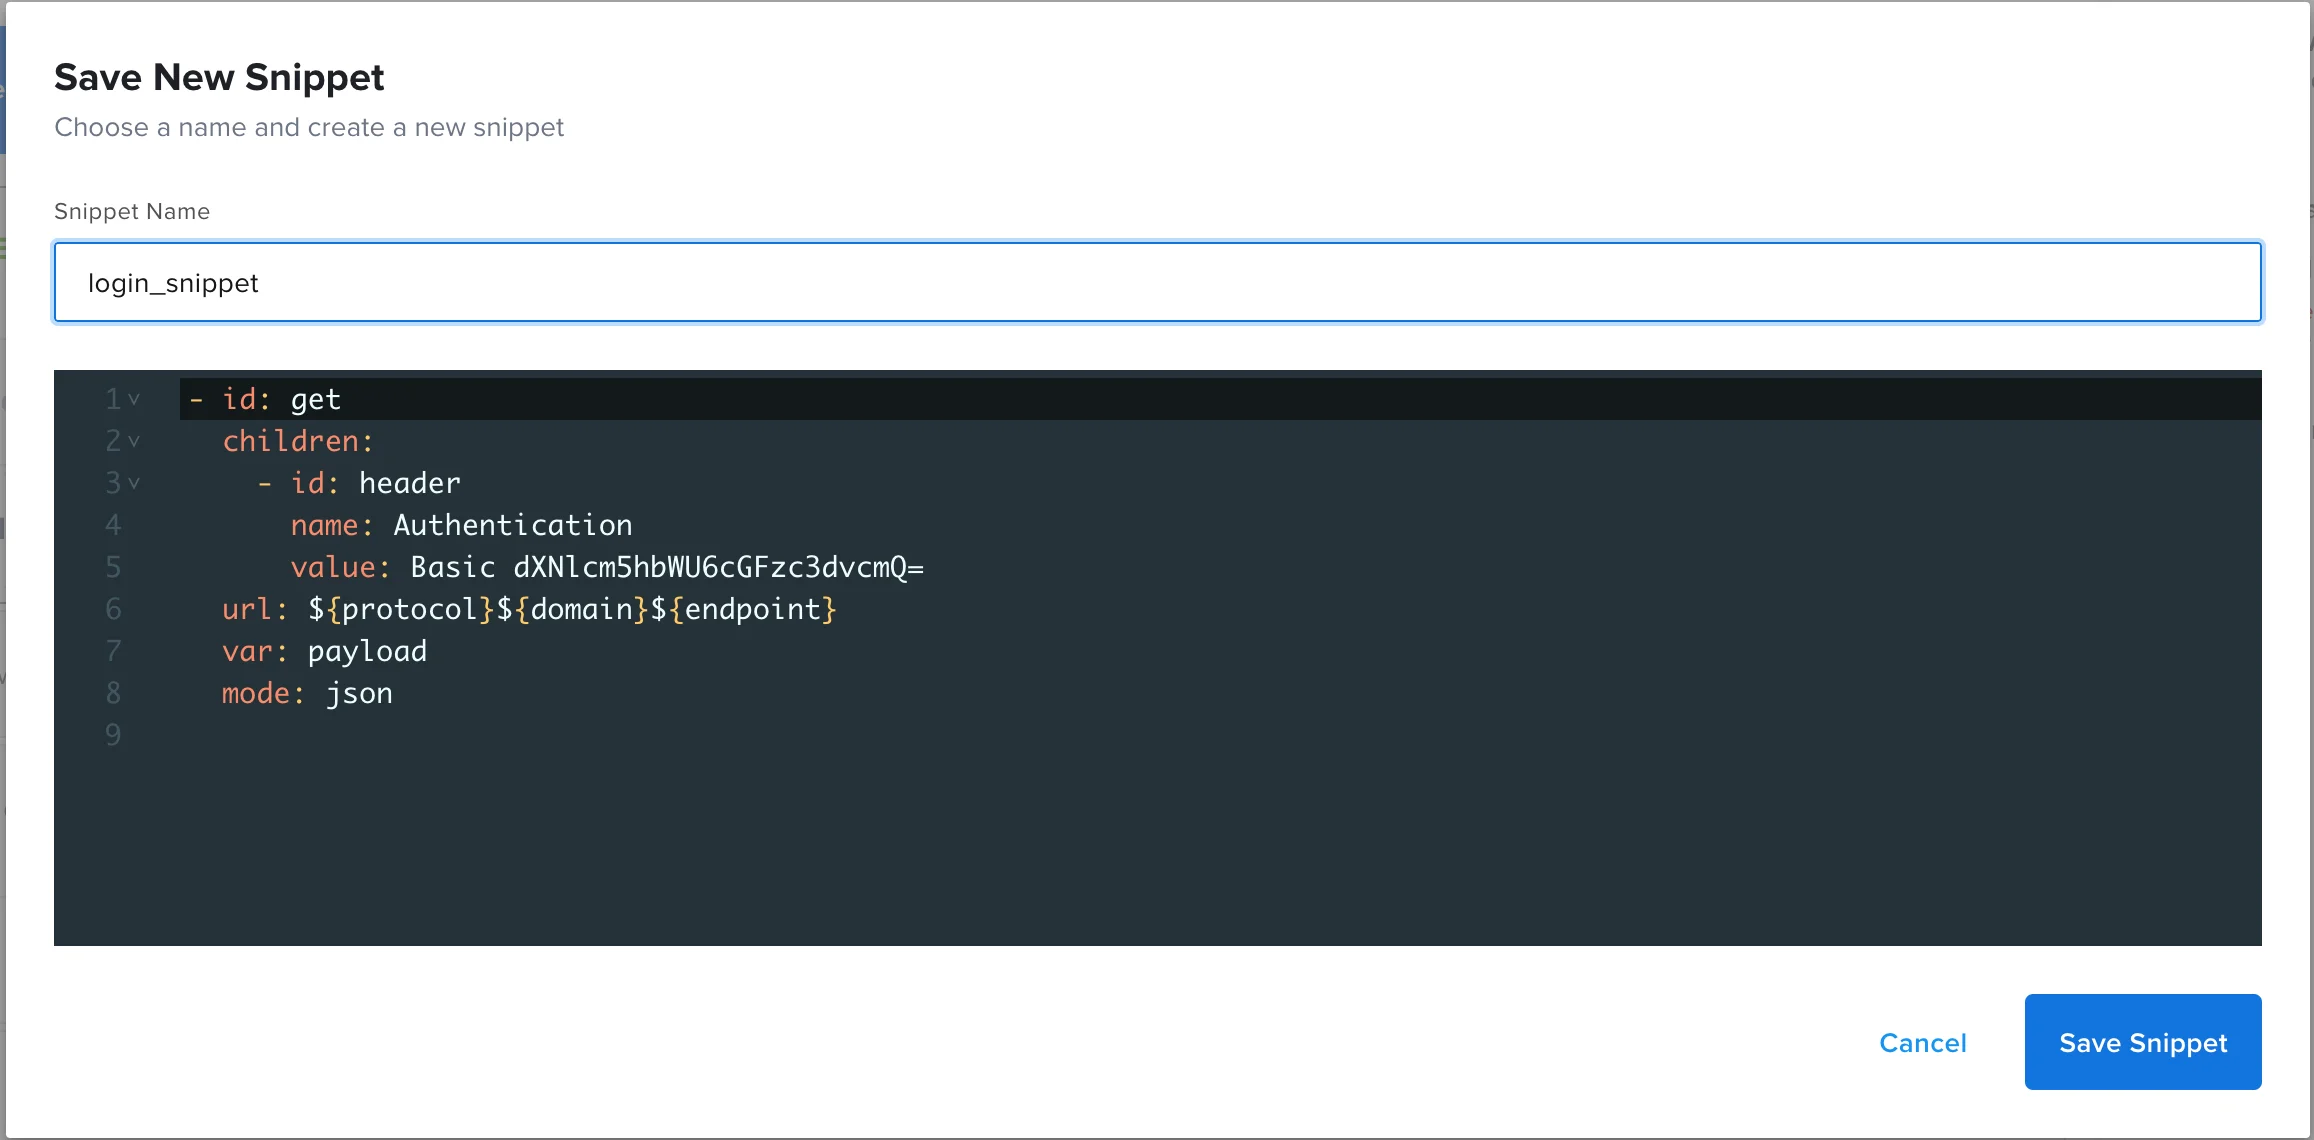 Save New Snippet
Choose a name and create a new snippet
Snippet Name
login_snippet
1 - id: get
2   children:
3     - id: header
4       name: Authentication
5       value: Basic dXNlcm5hbWU6cGFzc3dvcmQ=
6   url: ${protocol}${domain}${endpoint}
7   var: payload
8   mode: json
9
Cancel
Save Snippet